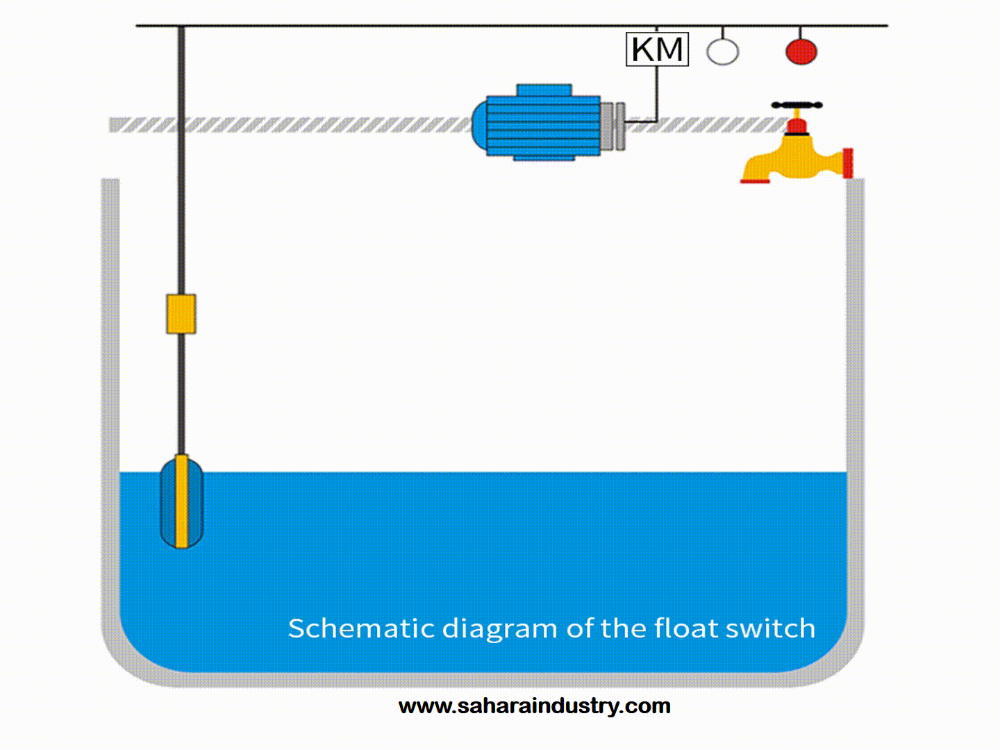 KM
Schematic diagram of the float switch
www.saharaindustry.com